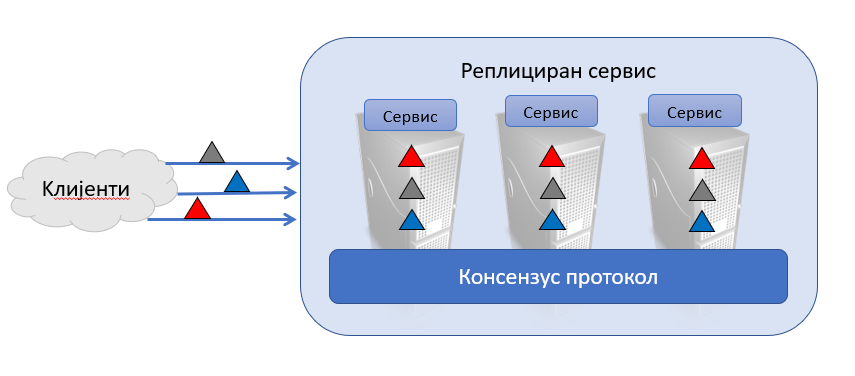 Реплициран сервис
Сервис
Сервис
Сервис
Клијенти
Консензус протокол